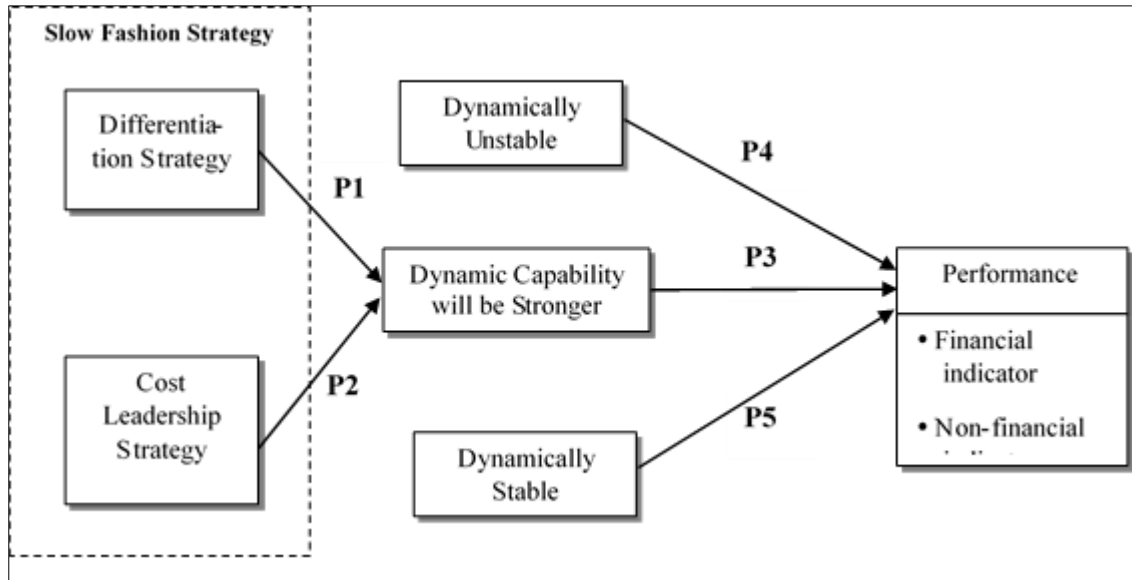 Slow Fashion Strategy
Differentia-
tion Strategy
Dynamically
Unstable
P4
P1
P3
Dynamic Capability
will be Stronger
Performance
• Financial
indicator
• Non-financial
P2
Cost
Leadership
Strategy
P5
Dynamically
Stable